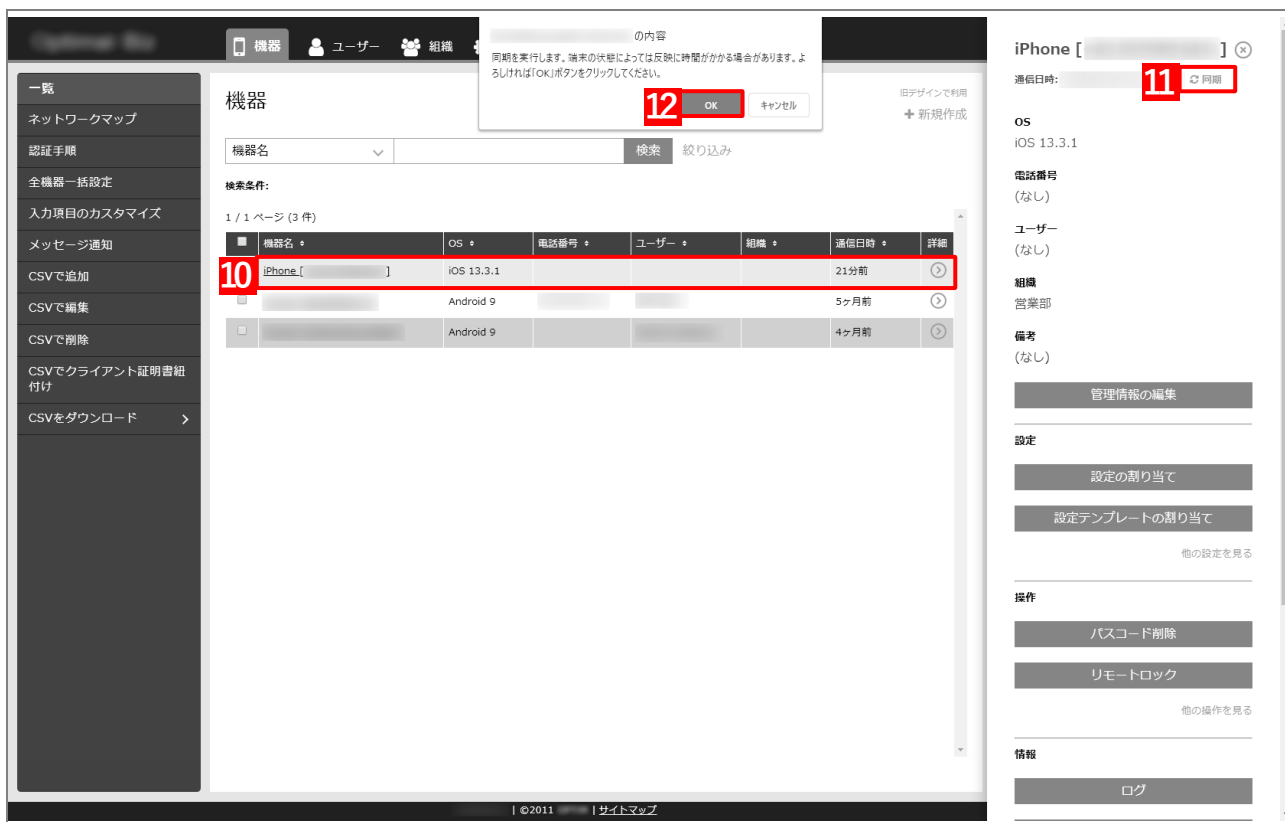 機器
ユーザー
組織
の内容
同期を実行します。端末の状態によっては反映に時間がかかる場合があります。よ
ろしければ「OK」ボタンをクリックしてください。
12
OK
キャンセル
一覧
ネットワークマップ
認証手順
全機器一括設定
入力項目のカスタマイズ
メッセージ通知
CSVで追加
CSVで編集
CSVで削除
CSVでクライアント証明書紐
付け
CSVをダウンロード
機器
旧デザインで利用
新規作成
機器名
検索
絞り込み
検索条件:
1 / 1 ページ (3 件)
機器名 OS 電話番号 ユーザー 組織 通信日時 詳細
10
iPhone [ ] iOS 13.3.1 21分前
Android 9 5ヶ月前
Android 9 4ヶ月前
iPhone [ ]
通信日時:
11
同期
OS
iOS 13.3.1
電話番号
(なし)
ユーザー
(なし)
組織
営業部
備考
(なし)
管理情報の編集
設定
設定の割り当て
設定テンプレートの割り当て
他の設定を見る
操作
パスコード削除
リモートロック
他の操作を見る
情報
ログ
| ©2011 | サイトマップ